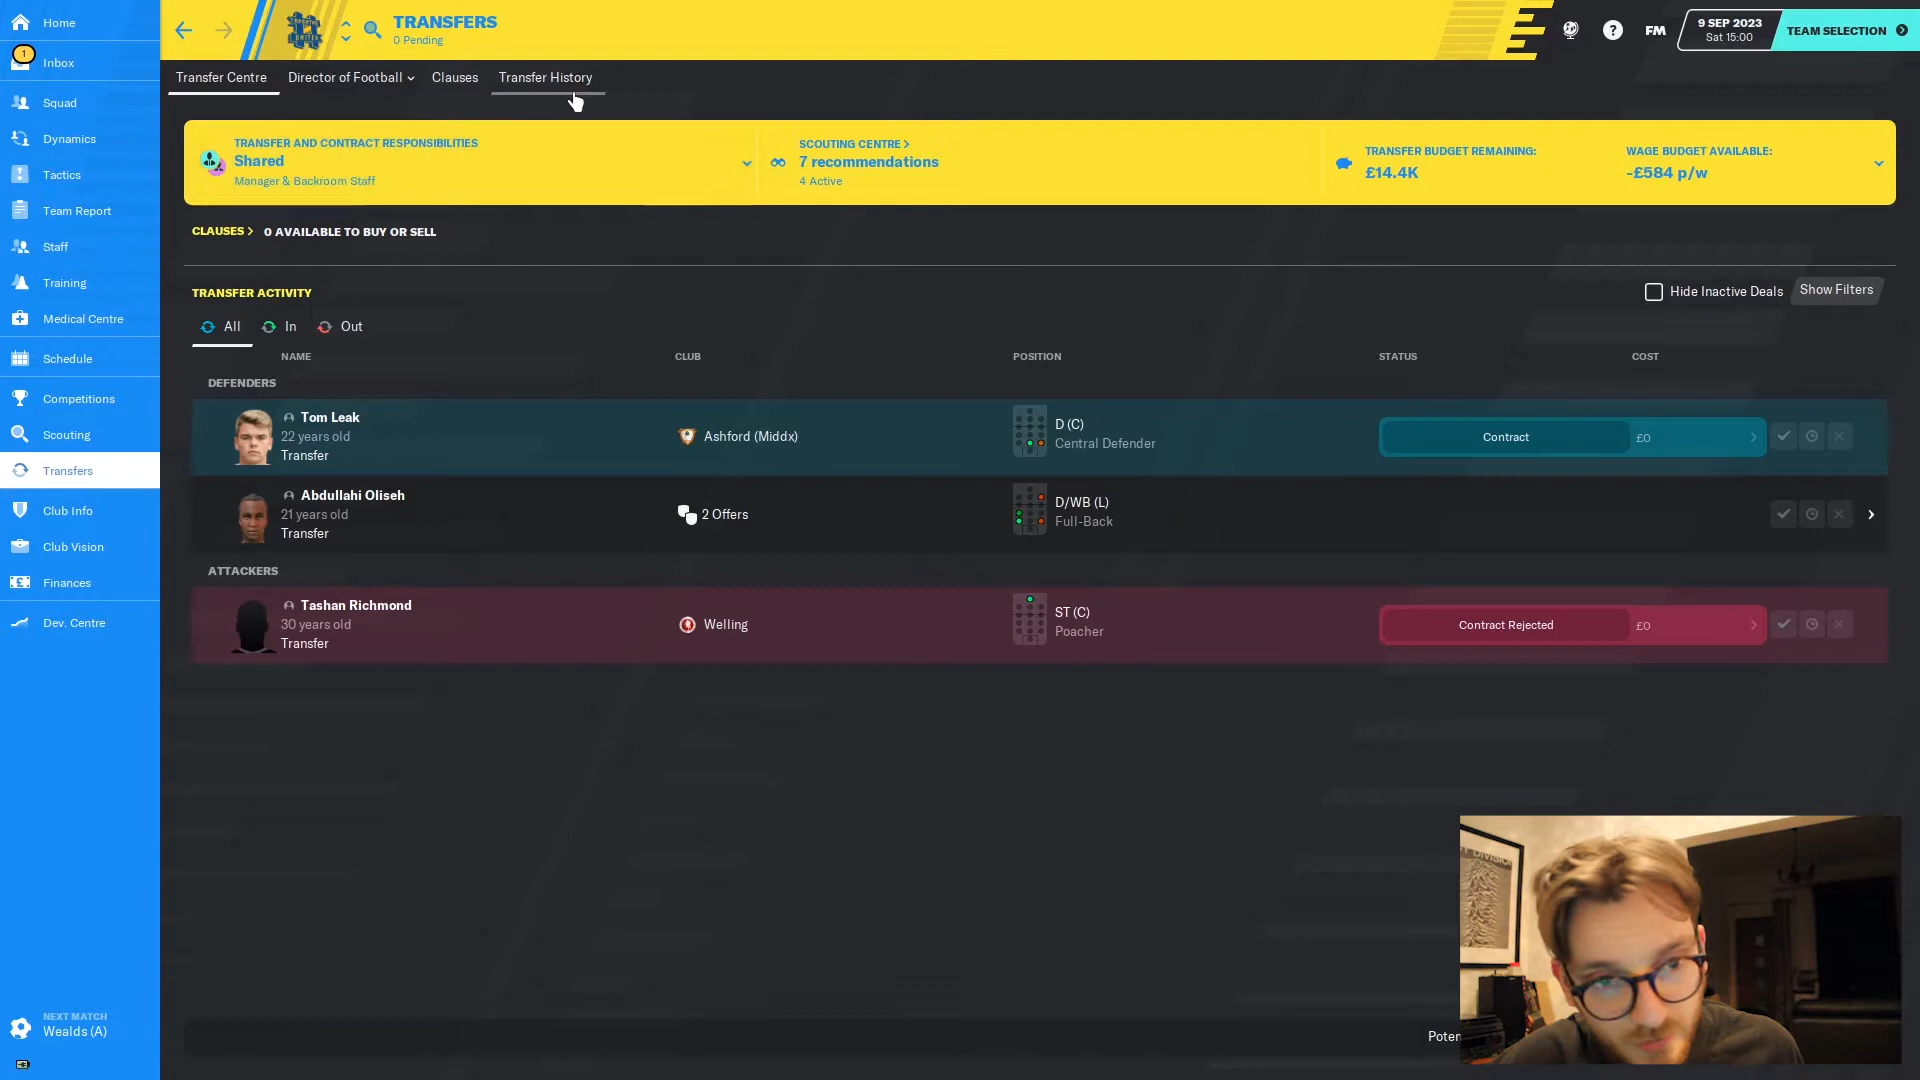 Home
1
Inbox
Squad
Dynamics
Tactics
Team Report
Staff
Training
Medical Centre
Schedule
Competitions
Scouting
Transfers
Club Info
Club Vision
Finances
Dev. Centre
NEXT MATCH
Wealds (A)
TRANSFERS
0 Pending
?
FM
9 SEP 2023
Sat 15:00
TEAM SELECTION
Transfer Centre
Director of Football
Clauses
Transfer History
TRANSFER AND CONTRACT RESPONSIBILITIES
Shared
Manager & Backroom Staff
SCOUTING CENTRE >
7 recommendations
4 Active
TRANSFER BUDGET REMAINING:
£14.4K
WAGE BUDGET AVAILABLE:
-£584 p/w
CLAUSES > 0 AVAILABLE TO BUY OR SELL
TRANSFER ACTIVITY
Hide Inactive Deals
Show Filters
All
In
Out
NAME CLUB POSITION STATUS COST
DEFENDERS
Tom Leak
22 years old
Transfer
Ashford (Middx)
D (C)
Central Defender
Contract
£0
Abdullahi Oliseh
21 years old
Transfer
2 Offers
D/WB (L)
Full-Back
ATTACKERS
Tashan Richmond
30 years old
Transfer
Welling
ST (C)
Poacher
Contract Rejected
£0
Poten